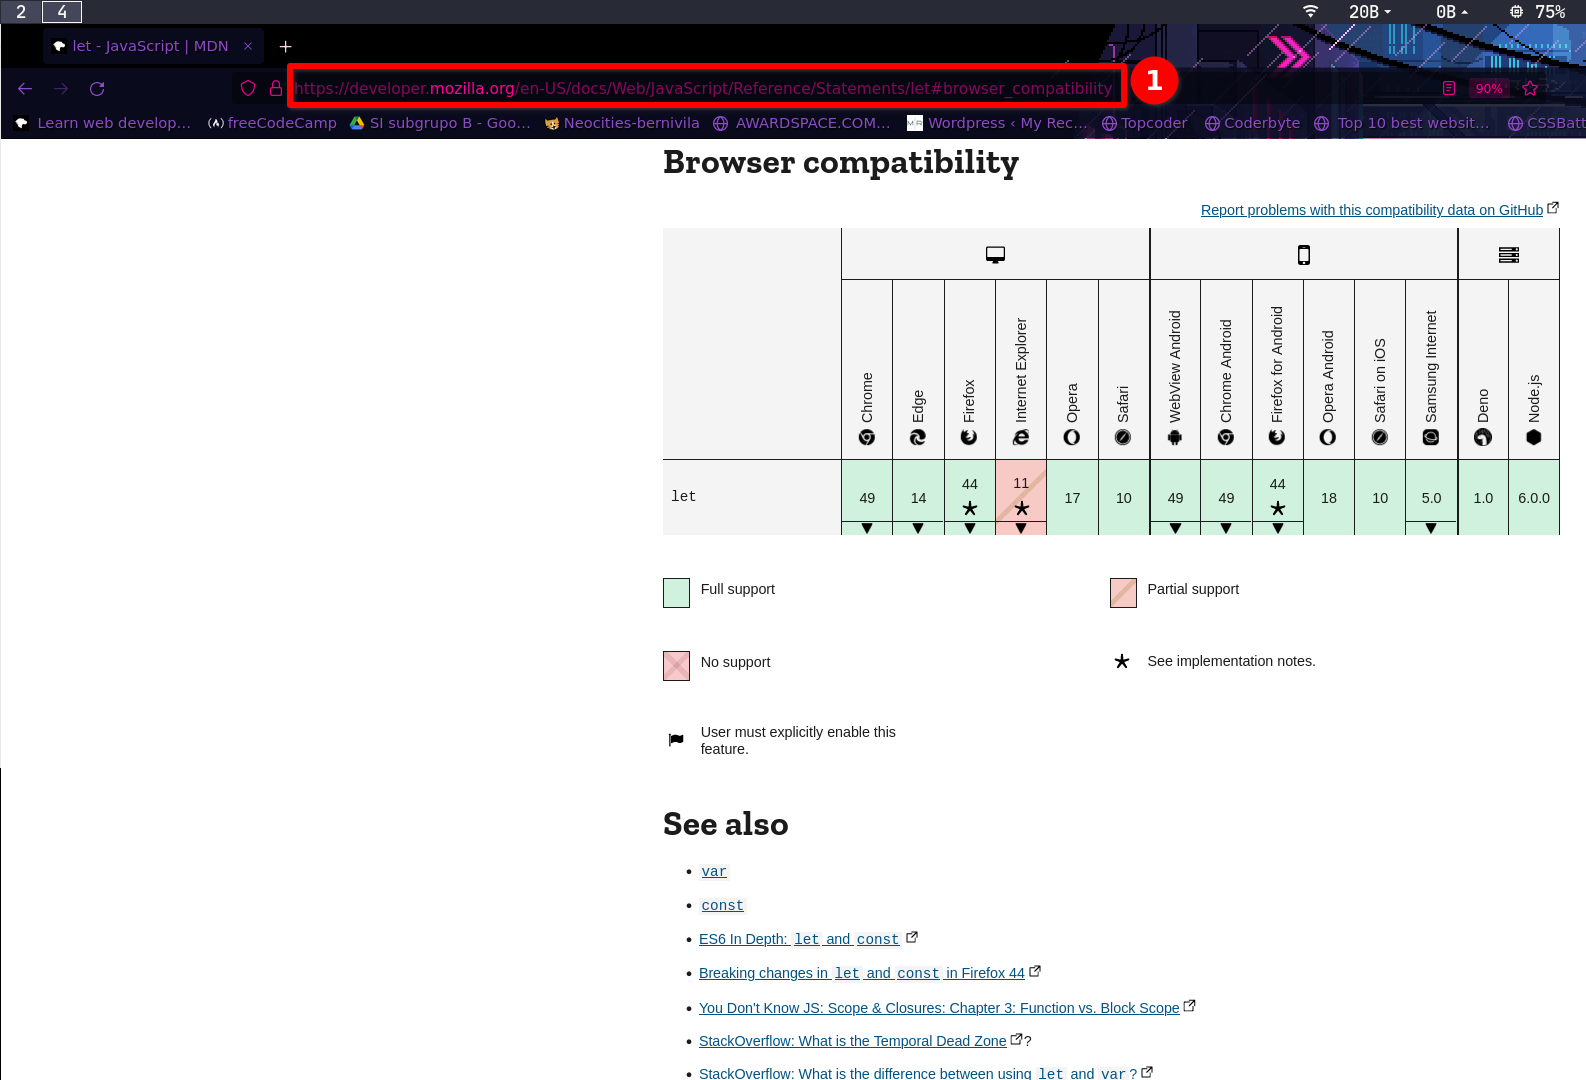 2 4 20B 0B 75%
let - JavaScript | MDN
https://developer.mozilla.org/en-US/docs/Web/JavaScript/Reference/Statements/let#browser_compatibility 1 90%
Learn web develop… freeCodeCamp SI subgrupo B - Goo… Neocities-bernivila AWARDSPACE.COM… Wordpress ‹ My Rec… Topcoder Coderbyte Top 10 best websit… CSSBatt
Browser compatibility
Report problems with this compatibility data on GitHub
Chrome Edge Firefox Internet Explorer Opera Safari WebView Android Chrome Android Firefox for Android Opera Android Safari on iOS Samsung Internet Deno Node.js
let 49 14 44 11 17 10 49 49 44 18 10 5.0 1.0 6.0.0
Full support Partial support
No support See implementation notes.
User must explicitly enable this
feature.
See also
• var
• const
• ES6 In Depth: let and const
• Breaking changes in let and const in Firefox 44
• You Don't Know JS: Scope & Closures: Chapter 3: Function vs. Block Scope
• StackOverflow: What is the Temporal Dead Zone?
• StackOverflow: What is the difference between using let and var?